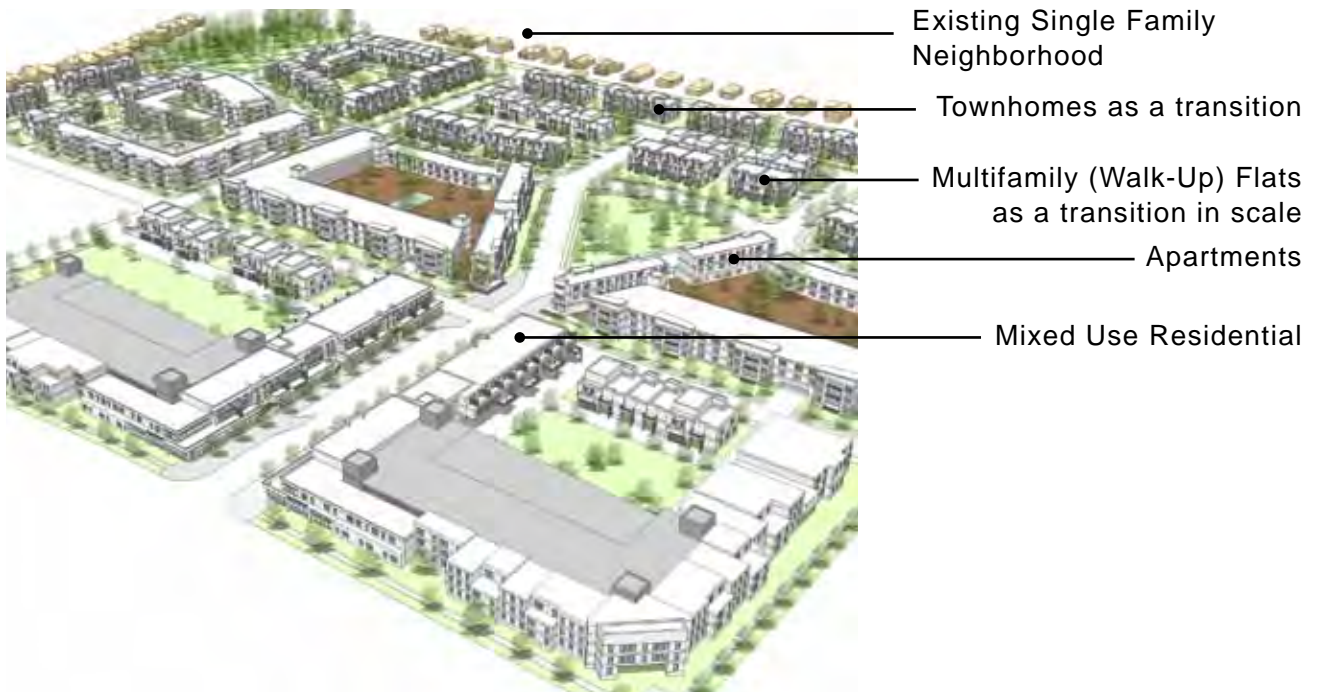 Existing Single Family
Neighborhood
Townhomes as a transition
Multifamily (Walk-Up) Flats
as a transition in scale
Apartments
Mixed Use Residential